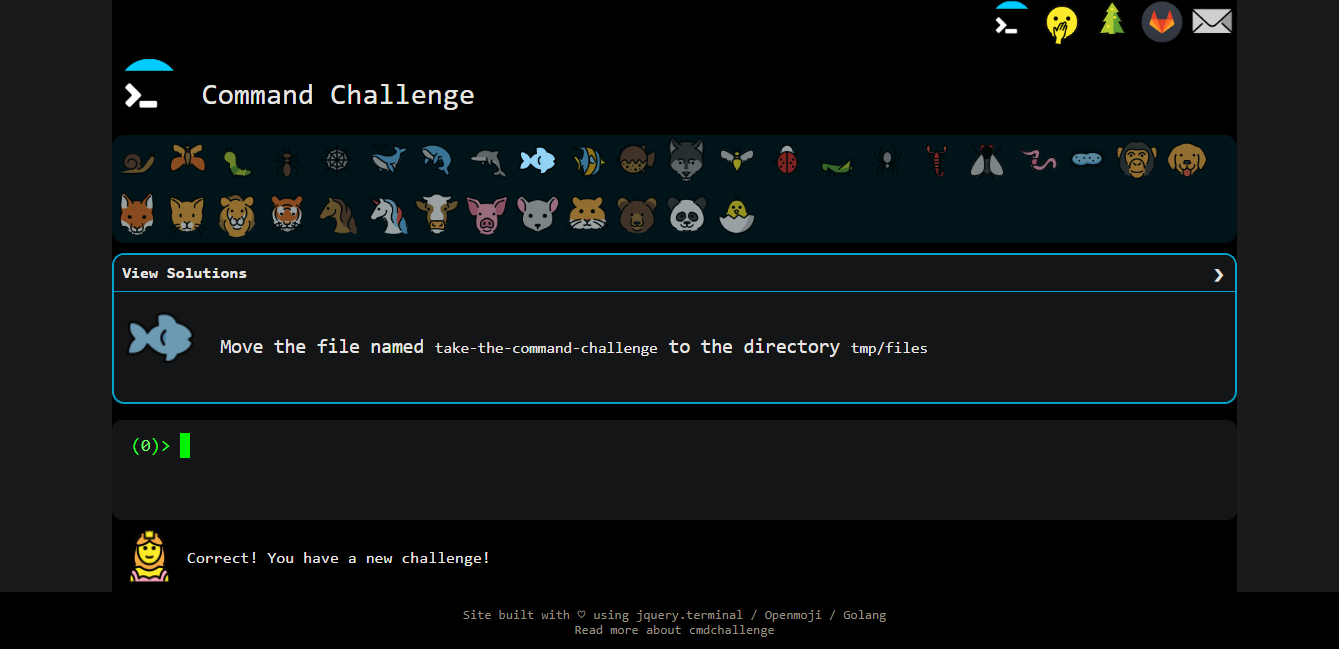 Command Challenge
View Solutions
Move the file named take-the-command-challenge to the directory tmp/files
(0)>
Correct! You have a new challenge!
Site built with ♡ using jquery.terminal / Openmoji / Golang
Read more about cmdchallenge